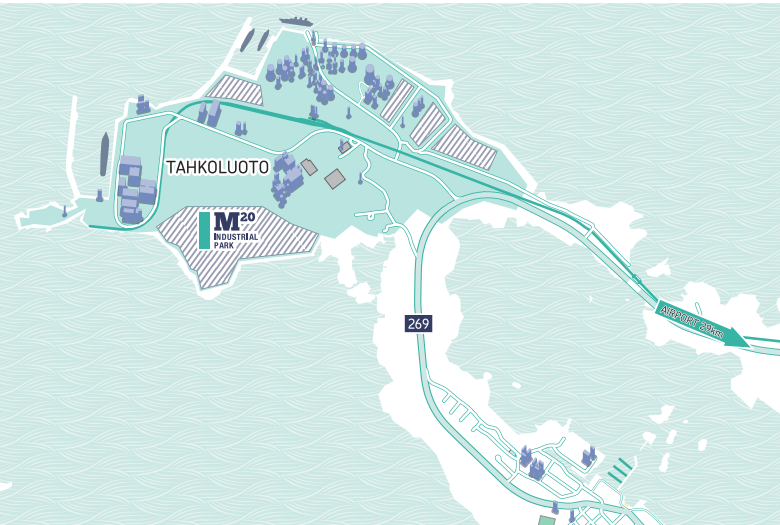 TAHKOLUOTO
M20
INDUSTRIAL
PARK
269
AIRPORT 29km